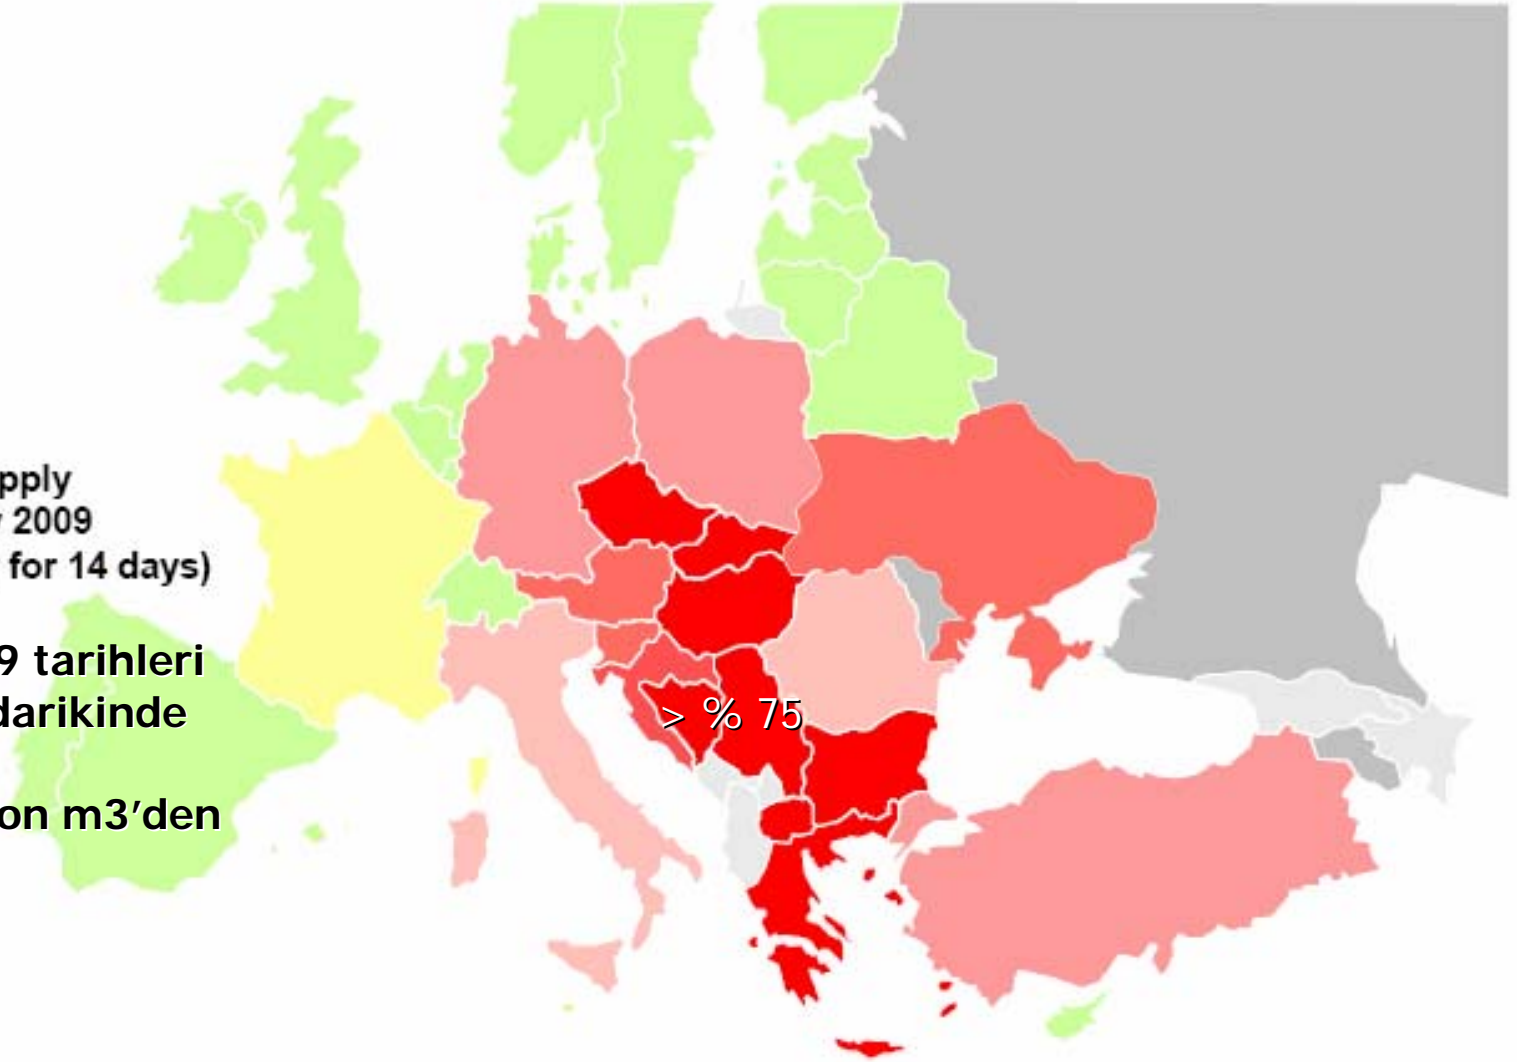 pply
2009
for 14 days)
9 tarihleri
darikinde
on m3'den
> % 75